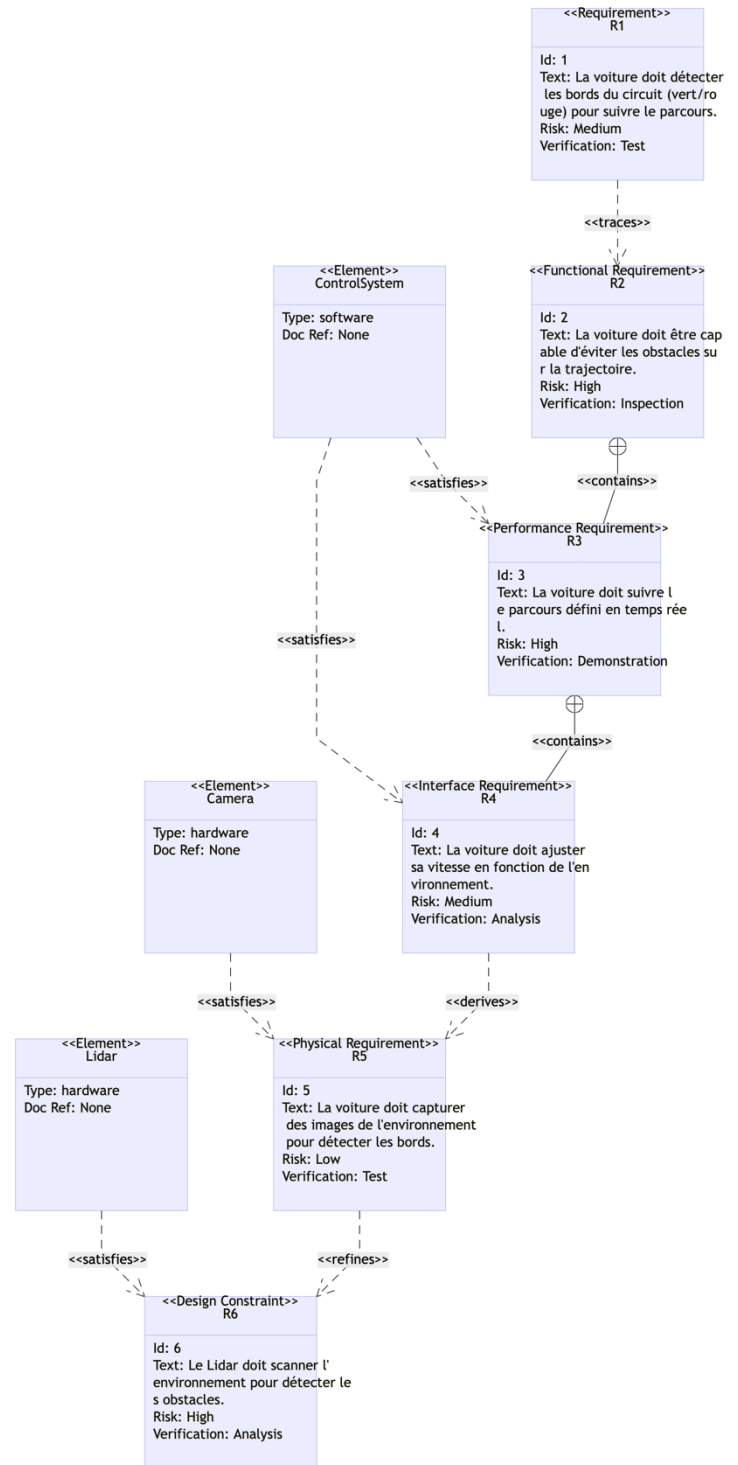 <<Requirement>>
R1
Id: 1
Text: La voiture doit détecter
les bords du circuit (vert/ro
uge) pour suivre le parcours.
Risk: Medium
Verification: Test
<<traces>>
<<Element>>
ControlSystem
Type: software
Doc Ref: None
<<Functional Requirement>>
R2
Id: 2
Text: La voiture doit être cap
able d'éviter les obstacles su
r la trajectoire.
Risk: High
Verification: Inspection
<<contains>>
<<satisfies>>
<<Performance Requirement>>
R3
Id: 3
Text: La voiture doit suivre l
e parcours défini en temps rée
l.
Risk: High
Verification: Demonstration
<<satisfies>>
<<contains>>
<<Element>>
Camera
Type: hardware
Doc Ref: None
<<Interface Requirement>>
R4
Id: 4
Text: La voiture doit ajuster
sa vitesse en fonction de l'en
vironnement.
Risk: Medium
Verification: Analysis
<<satisfies>>
<<derives>>
<<Element>>
Lidar
Type: hardware
Doc Ref: None
<<Physical Requirement>>
R5
Id: 5
Text: La voiture doit capturer
des images de l'environnement
pour détecter les bords.
Risk: Low
Verification: Test
<<satisfies>>
<<refines>>
<<Design Constraint>>
R6
Id: 6
Text: Le Lidar doit scanner l'
environnement pour détecter le
s obstacles.
Risk: High
Verification: Analysis